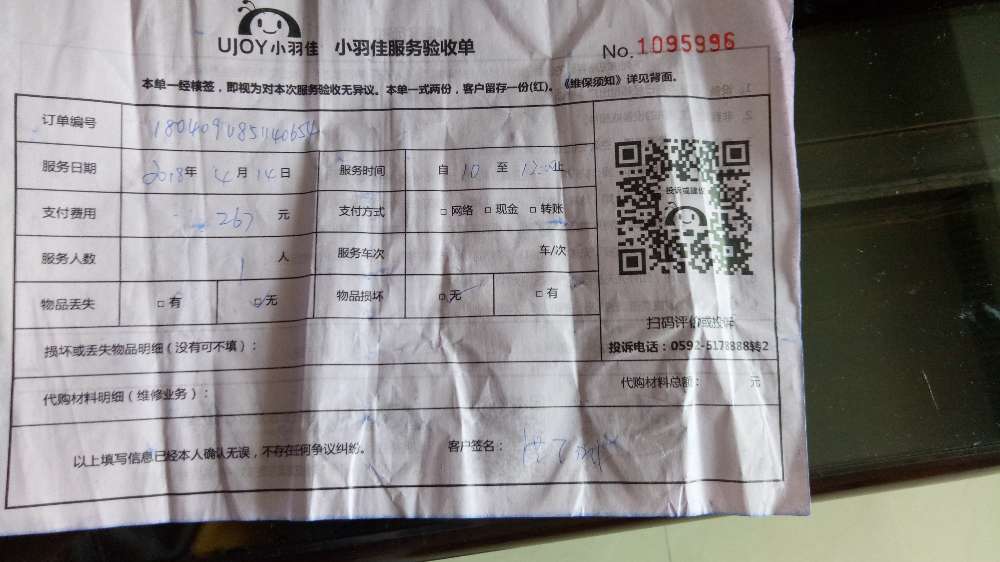 UJOY小羽佳 小羽佳服务验收单 No.1095996
本单一经核签，即视为对本次服务验收无异议。本单一式两份，客户留存一份(红)。《维保须知》详见背面。
订单编号
服务日期 2018年 4月 14日 服务时间 自 10 至 止
支付费用 267 元 支付方式 □网络 □现金 □转账
投诉或建议
服务人数 1 人 服务车次 车/次
物品丢失 □有 □无 物品损坏 □无 □有
扫码评价或投诉
损坏或丢失物品明细（没有可不填）： 投诉电话：0592-5178888转2
代购材料明细（维修业务）： 代购材料总额： 元
以上填写信息已经本人确认无误，不存在任何争议纠纷。 客户签名：